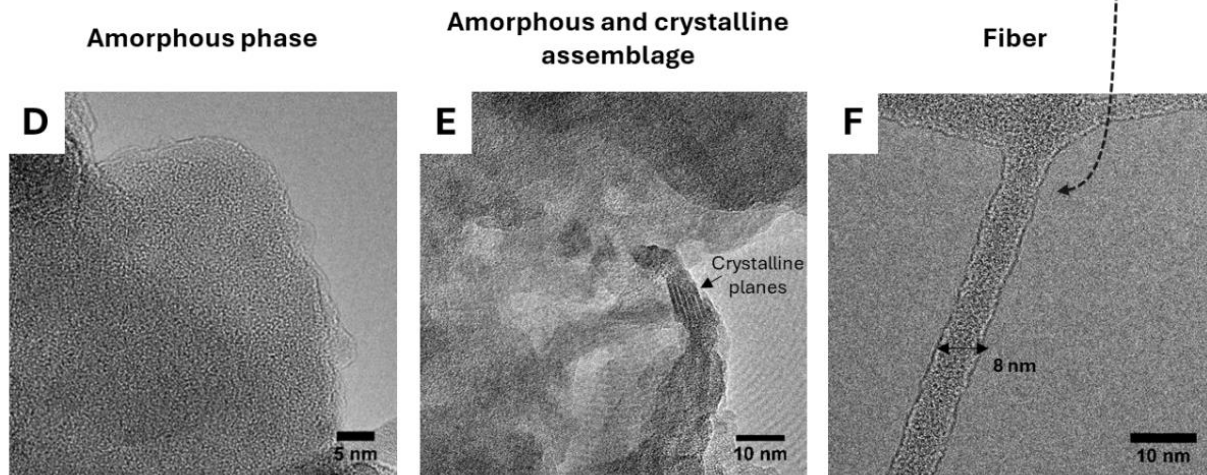 Amorphous phase
Amorphous and crystalline
assemblage
Fiber
D
5 nm
E
Crystalline
planes
10 nm
F
8 nm
10 nm